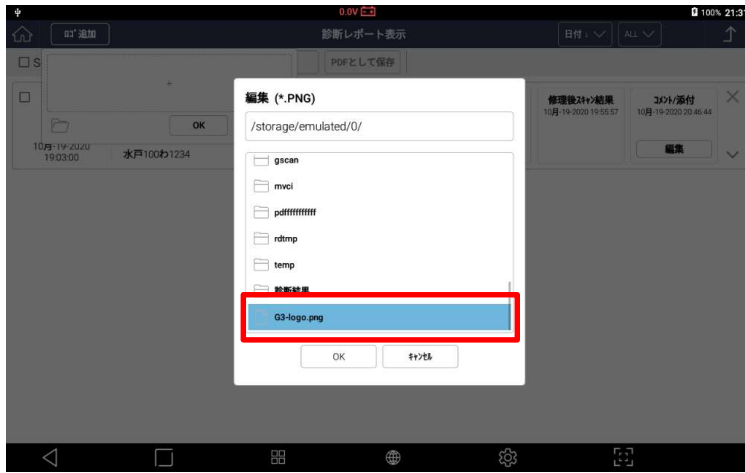 0.0V
100% 21:3
ﾛｺﾞ追加
診断レポート表示
日付↓
ALL
S
PDFとして保存
OK
10月-19-2020
19:03:00
水戸100わ1234
編集 (*.PNG)
/storage/emulated/0/
gscan
mvci
pdfffffffffff
rdtmp
temp
診断結果
G3-logo.png
OK
ｷｬﾝｾﾙ
修理後ｽｷｬﾝ結果
10月-19-2020 19:55:57
ｺﾒﾝﾄ/添付
10月-19-2020 20:46:44
編集